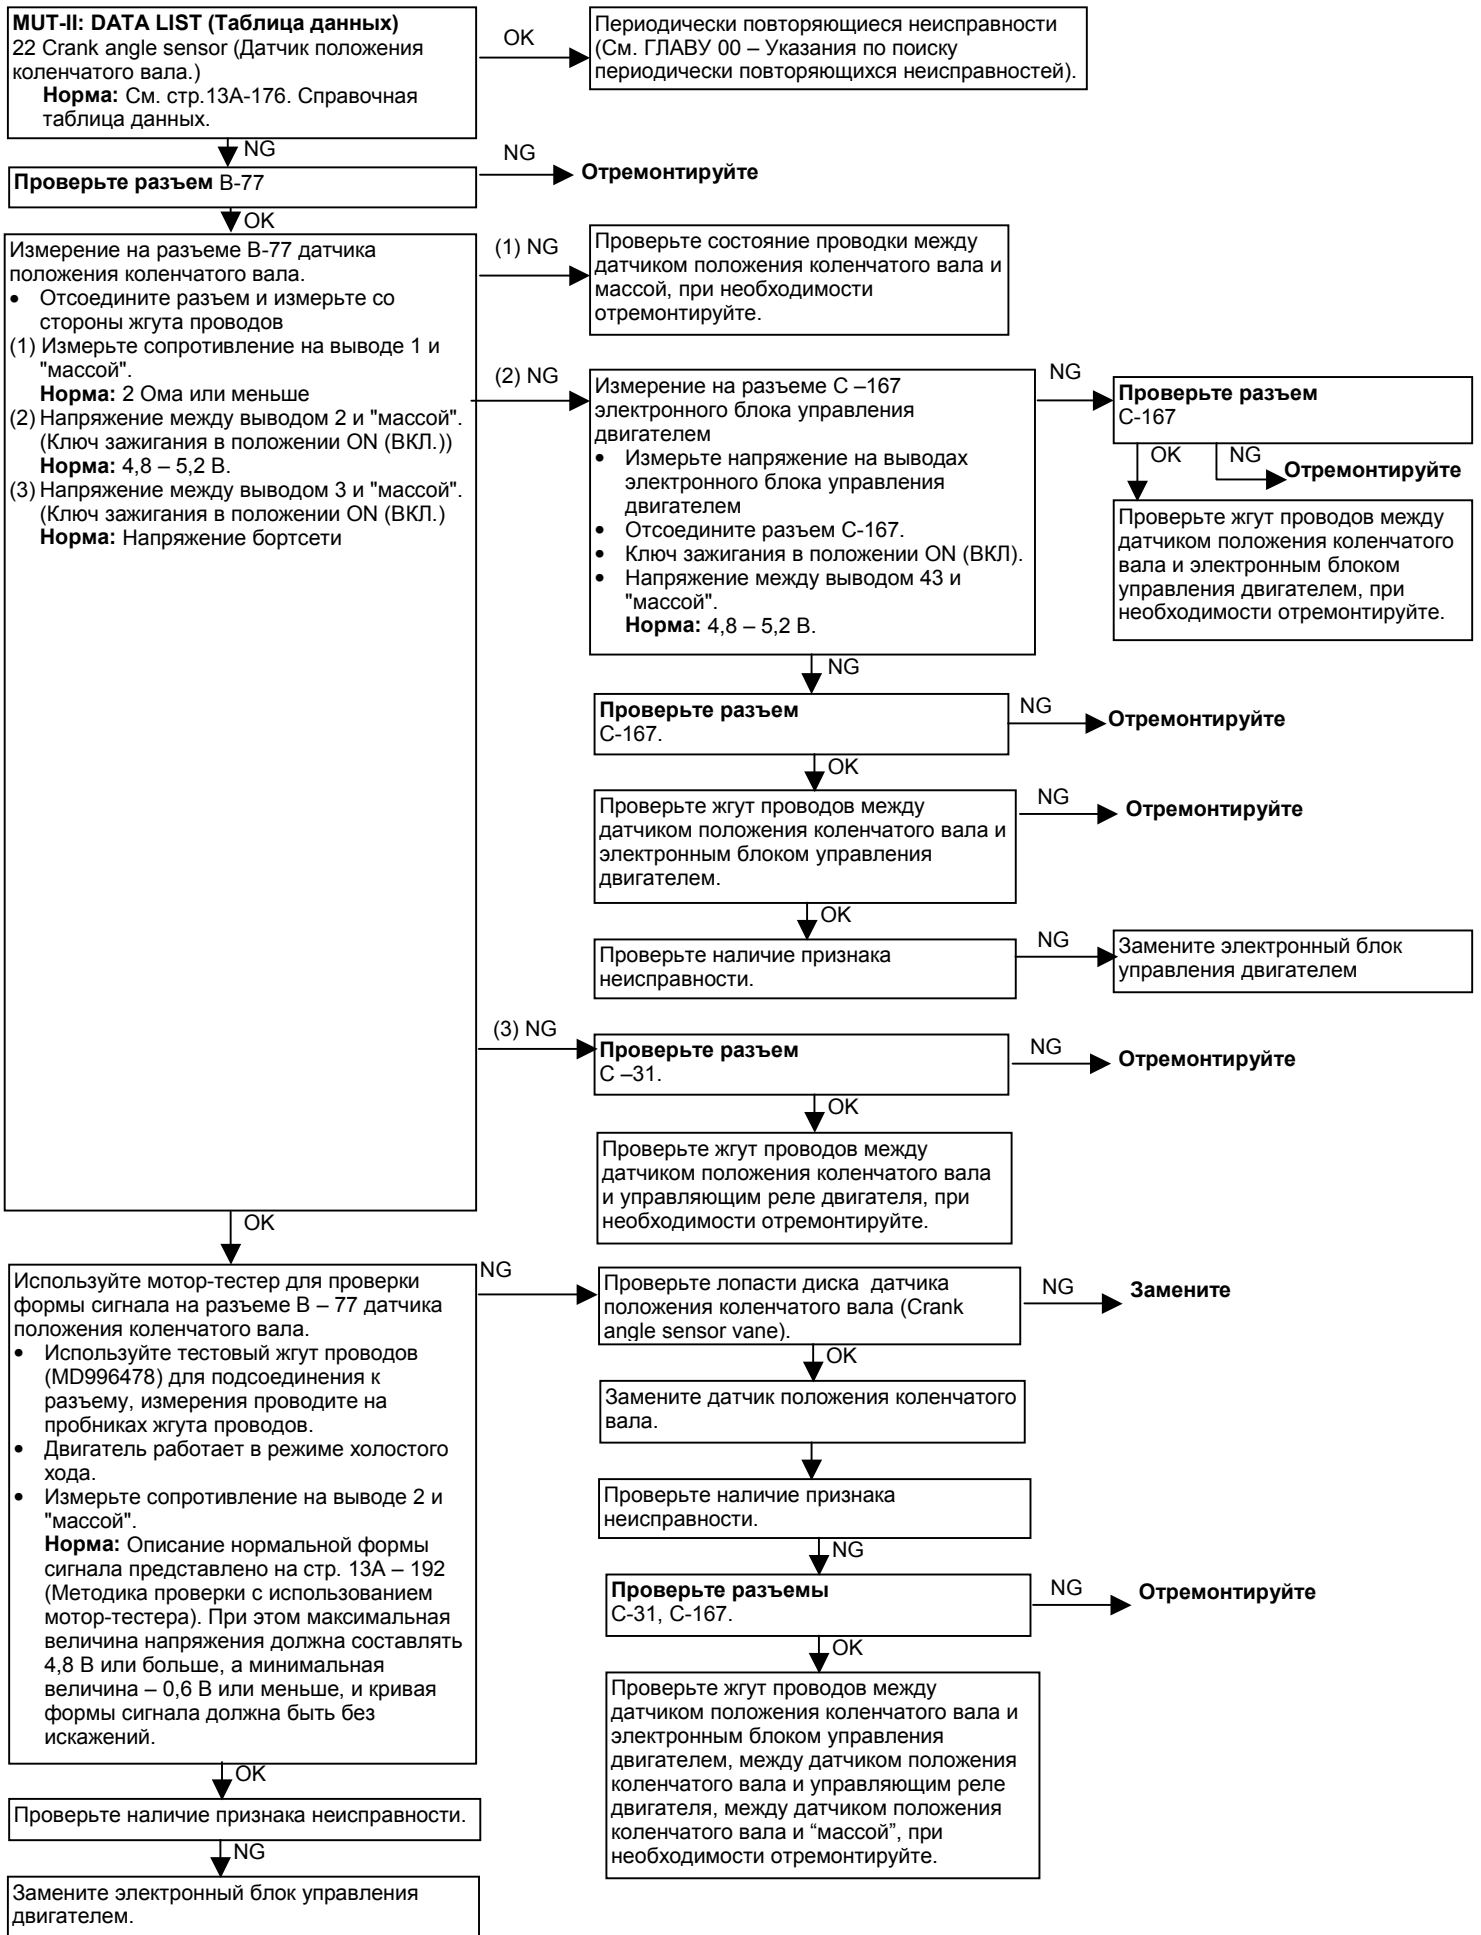 MUT-II: DATA LIST (Таблица данных)
22 Crank angle sensor (Датчик положения
коленчатого вала.)
Норма: См. стр.13А-176. Справочная
таблица данных.
OK
Периодически повторяющиеся неисправности
(См. ГЛАВУ 00 – Указания по поиску
периодически повторяющихся неисправностей).
NG
Проверьте разъем В-77
NG
Отремонтируйте
OK
Измерение на разъеме В-77 датчика
положения коленчатого вала.
• Отсоедините разъем и измерьте со
стороны жгута проводов
(1) Измерьте сопротивление на выводе 1 и
"массой".
Норма: 2 Ома или меньше
(2) Напряжение между выводом 2 и "массой".
(Ключ зажигания в положении ON (ВКЛ.))
Норма: 4,8 – 5,2 В.
(3) Напряжение между выводом 3 и "массой".
(Ключ зажигания в положении ON (ВКЛ.)
Норма: Напряжение бортсети
(1) NG
Проверьте состояние проводки между
датчиком положения коленчатого вала и
массой, при необходимости
отремонтируйте.
(2) NG
Измерение на разъеме С –167
электронного блока управления
двигателем
• Измерьте напряжение на выводах
электронного блока управления
двигателем
• Отсоедините разъем С-167.
• Ключ зажигания в положении ON (ВКЛ).
• Напряжение между выводом 43 и
"массой".
Норма: 4,8 – 5,2 В.
NG
Проверьте разъем
С-167
OK
NG
Отремонтируйте
Проверьте жгут проводов между
датчиком положения коленчатого
вала и электронным блоком
управления двигателем, при
необходимости отремонтируйте.
NG
Проверьте разъем
С-167.
NG
Отремонтируйте
OK
Проверьте жгут проводов между
датчиком положения коленчатого вала и
электронным блоком управления
двигателем.
NG
Отремонтируйте
OK
Проверьте наличие признака
неисправности.
NG
Замените электронный блок
управления двигателем
(3) NG
Проверьте разъем
С –31.
NG
Отремонтируйте
OK
Проверьте жгут проводов между
датчиком положения коленчатого вала
и управляющим реле двигателя, при
необходимости отремонтируйте.
OK
Используйте мотор-тестер для проверки
формы сигнала на разъеме В – 77 датчика
положения коленчатого вала.
• Используйте тестовый жгут проводов
(MD996478) для подсоединения к
разъему, измерения проводите на
пробниках жгута проводов.
• Двигатель работает в режиме холостого
хода.
• Измерьте сопротивление на выводе 2 и
"массой".
Норма: Описание нормальной формы
сигнала представлено на стр. 13А – 192
(Методика проверки с использованием
мотор-тестера). При этом максимальная
величина напряжения должна составлять
4,8 В или больше, а минимальная
величина – 0,6 В или меньше, и кривая
формы сигнала должна быть без
искажений.
NG
Проверьте лопасти диска датчика
положения коленчатого вала (Crank
angle sensor vane).
NG
Замените
OK
Замените датчик положения коленчатого
вала.
Проверьте наличие признака
неисправности.
NG
Проверьте разъемы
С-31, С-167.
NG
Отремонтируйте
OK
Проверьте жгут проводов между
датчиком положения коленчатого вала и
электронным блоком управления
двигателем, между датчиком положения
коленчатого вала и управляющим реле
двигателя, между датчиком положения
коленчатого вала и “массой”, при
необходимости отремонтируйте.
OK
Проверьте наличие признака неисправности.
NG
Замените электронный блок управления
двигателем.